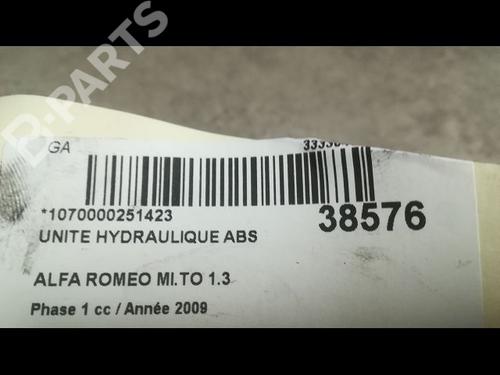 B-PARTS
GA
*1070000251423
38576
UNITE HYDRAULIQUE ABS
ALFA ROMEO MI.TO 1.3
Phase 1 cc / Année 2009